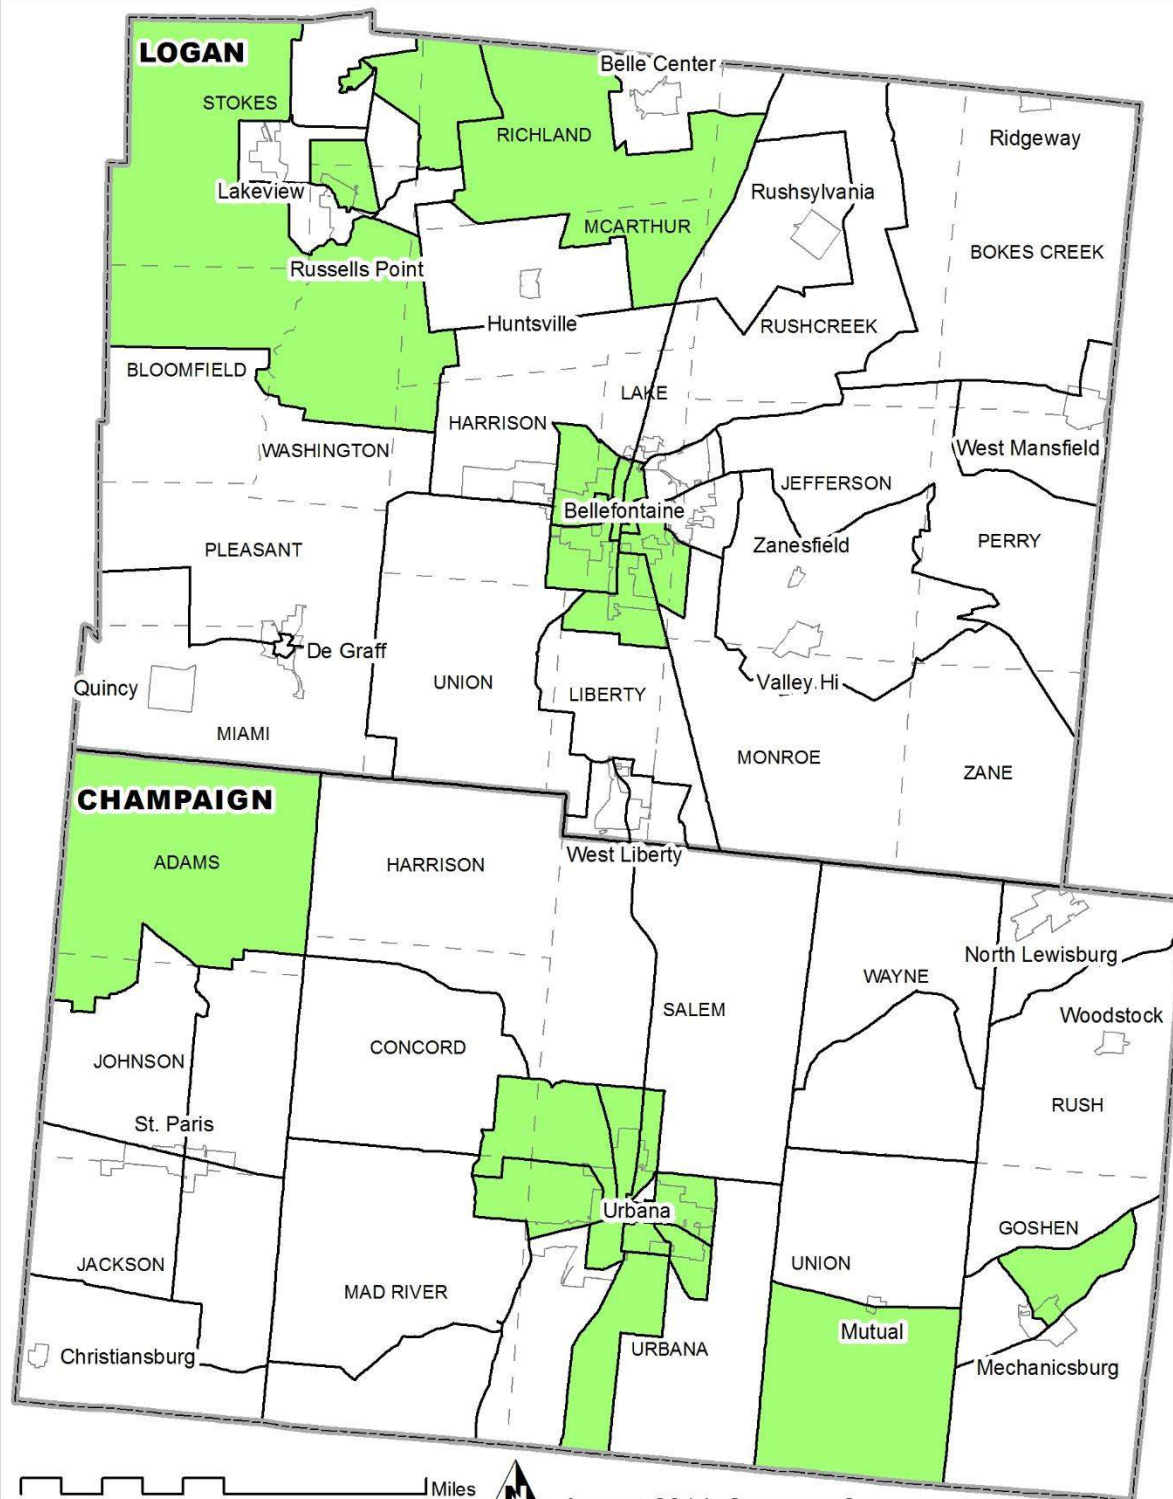 LOGAN
Belle Center
STOKES
RICHLAND
Ridgeway
Lakeview
Rushsylvania
MCARTHUR
BOKES CREEK
Russells Point
Huntsville
RUSHCREEK
BLOOMFIELD
LAKE
HARRISON
WASHINGTON
West Mansfield
JEFFERSON
Bellefontaine
PLEASANT
Zanesfield
PERRY
De Graff
Quincy
UNION
LIBERTY
Valley Hi
MIAMI
MONROE
ZANE
CHAMPAIGN
ADAMS
HARRISON
West Liberty
North Lewisburg
WAYNE
SALEM
Woodstock
JOHNSON
CONCORD
RUSH
St. Paris
Urbana
GOSHEN
JACKSON
UNION
MAD RIVER
Mutual
URBANA
Christiansburg
Mechanicsburg
Miles
N